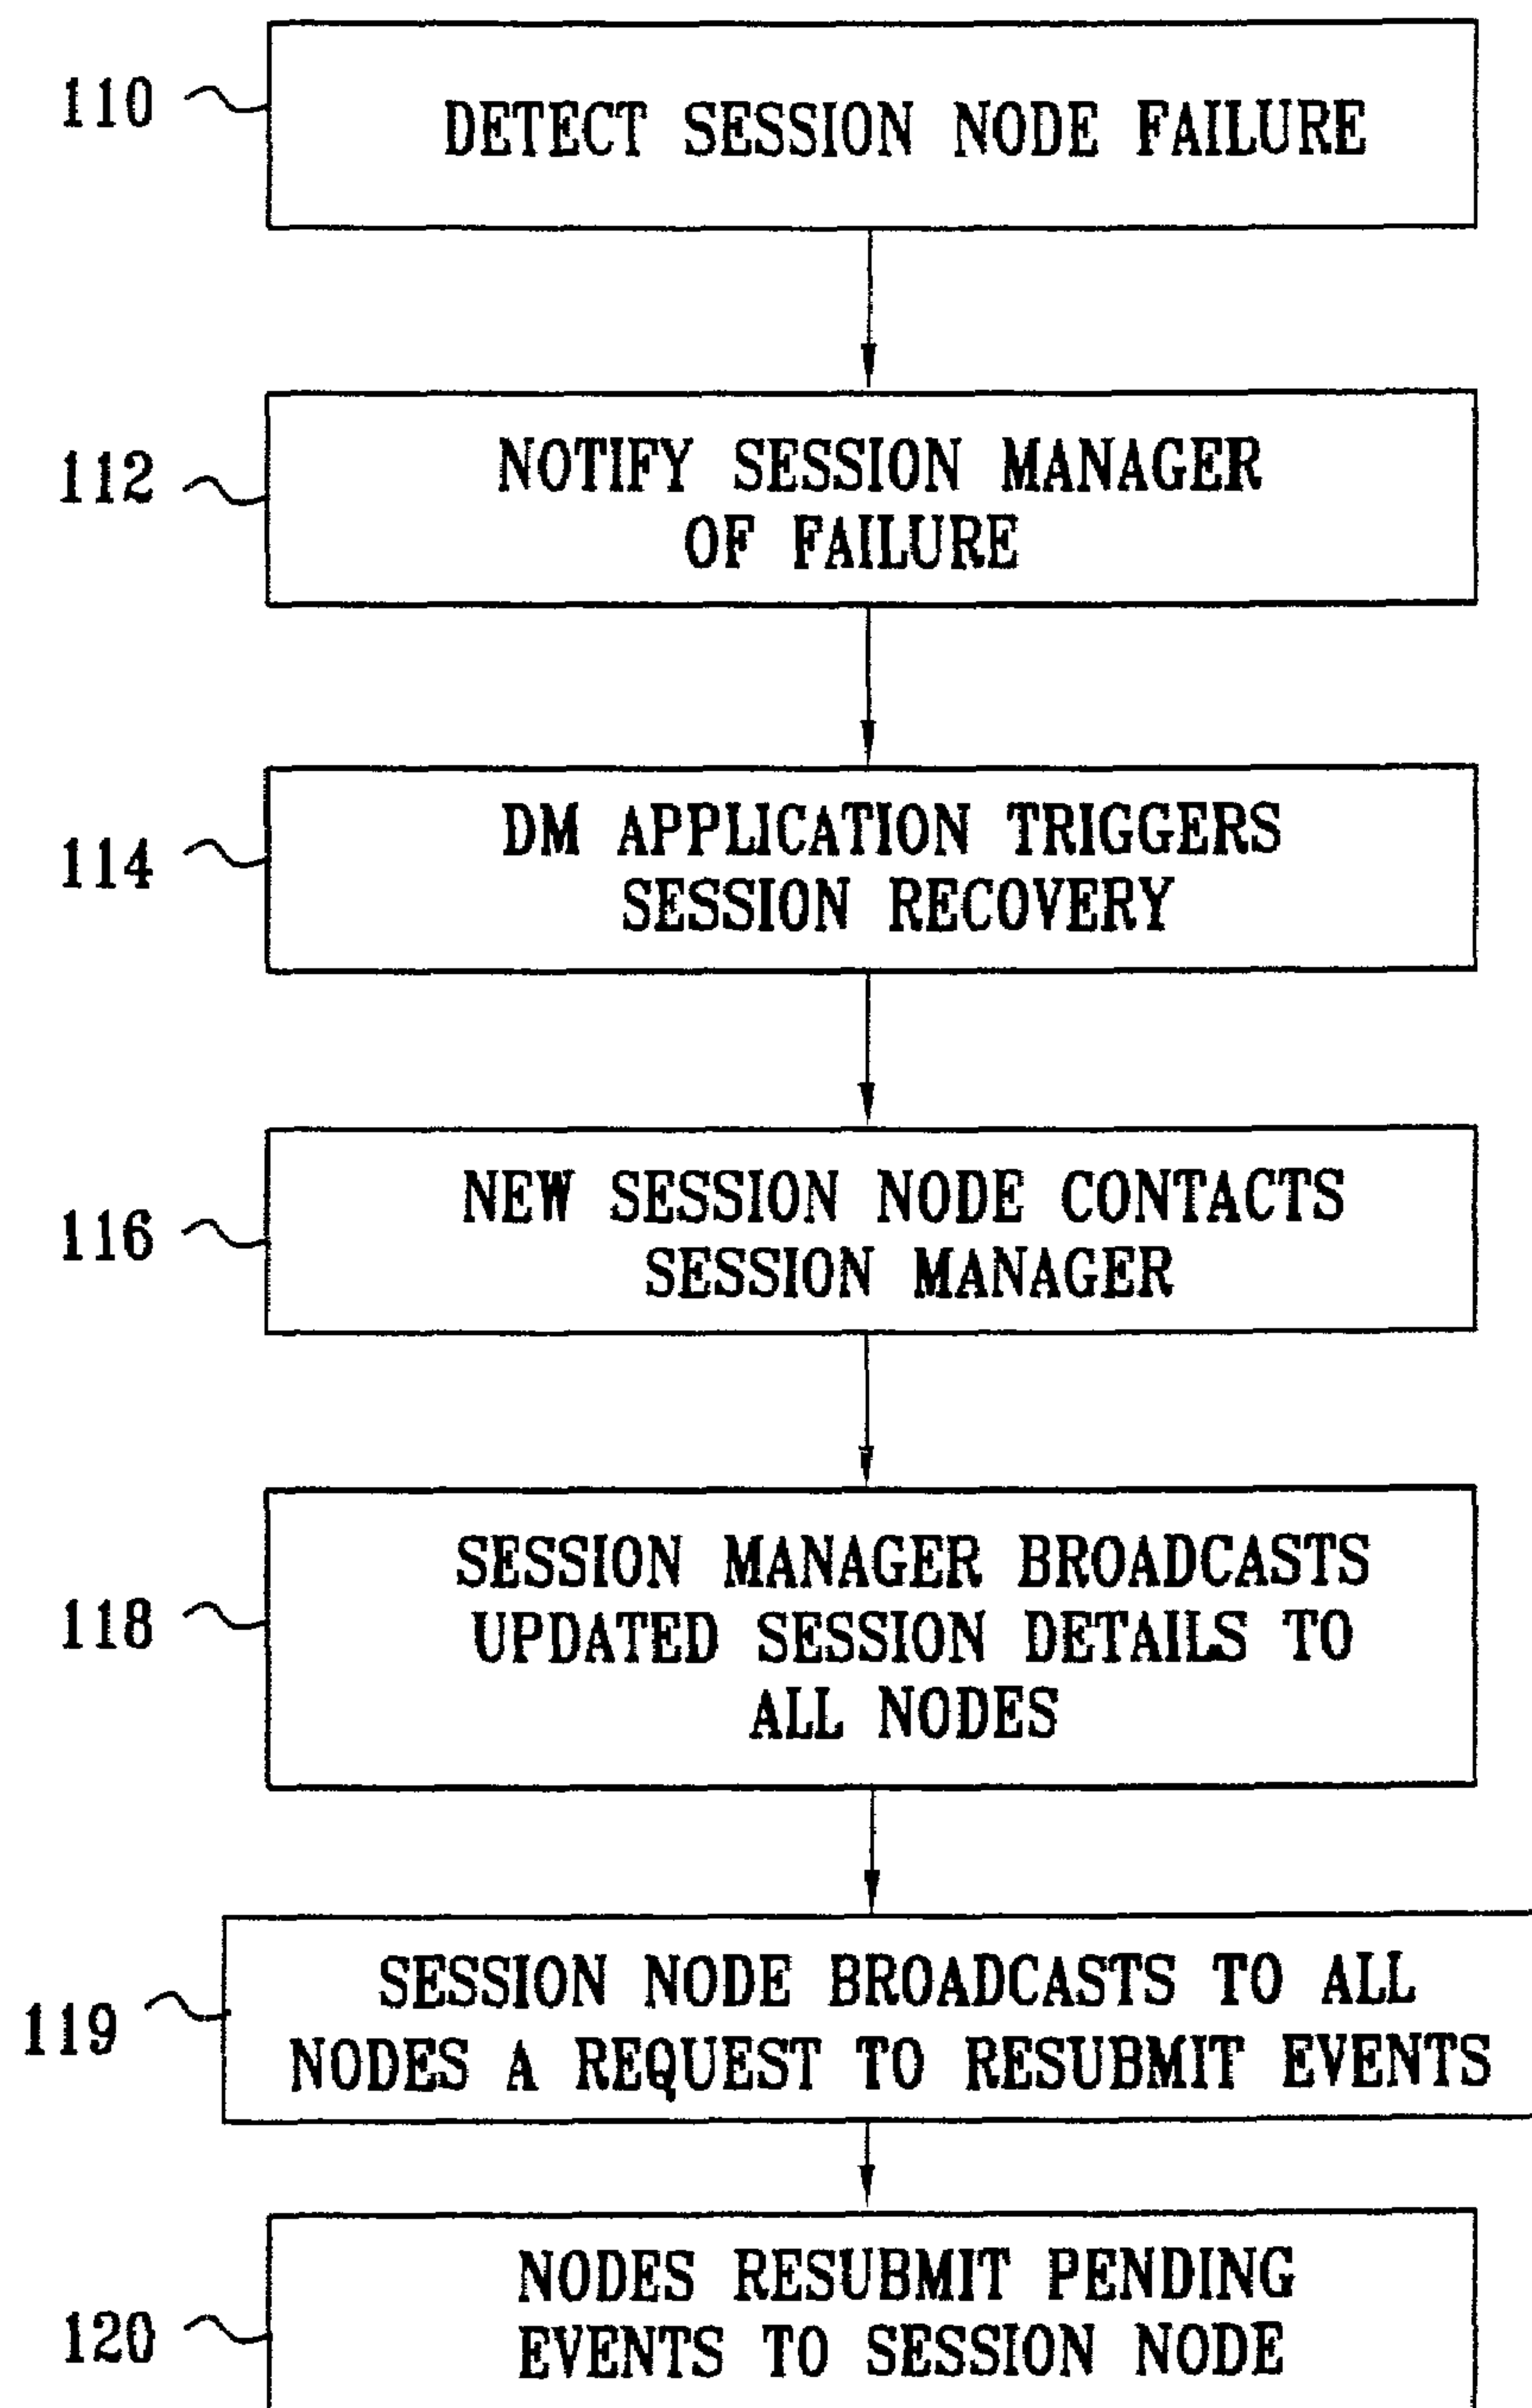 110
DETECT SESSION NODE FAILURE
112
NOTIFY SESSION MANAGER
OF FAILURE
114
DM APPLICATION TRIGGERS
SESSION RECOVERY
116
NEW SESSION NODE CONTACTS
SESSION MANAGER
118
SESSION MANAGER BROADCASTS
UPDATED SESSION DETAILS TO
ALL NODES
119
SESSION NODE BROADCASTS TO ALL
NODES A REQUEST TO RESUBMIT EVENTS
120
NODES RESUBMIT PENDING
EVENTS TO SESSION NODE